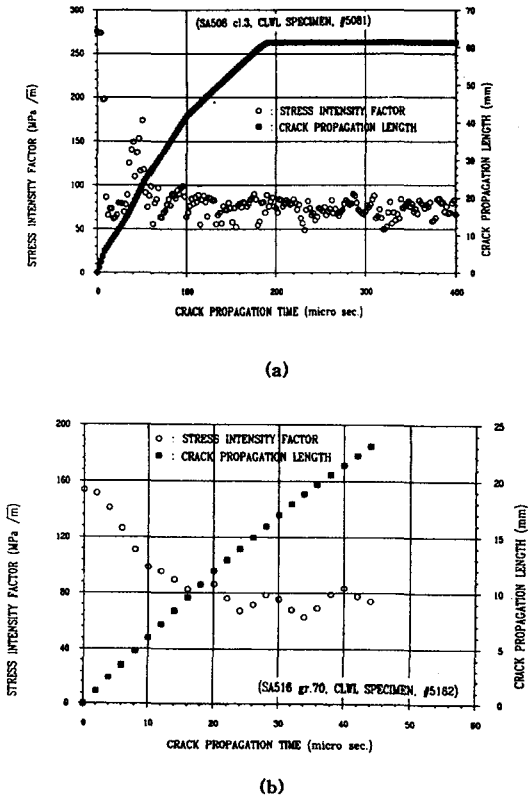 (SA508 cl.3, CLWL SPECIMEN, #5081)
○ : STRESS INTENSITY FACTOR
■ : CRACK PROPAGATION LENGTH
STRESS INTENSITY FACTOR (MPa √m)
300
250
200
150
100
50
0
CRACK PROPAGATION LENGTH (mm)
70
60
50
40
30
20
10
0
0
100
200
300
400
CRACK PROPAGATION TIME (micro sec.)
(a)
○ : STRESS INTENSITY FACTOR
■ : CRACK PROPAGATION LENGTH
STRESS INTENSITY FACTOR (MPa √m)
200
160
120
80
40
0
CRACK PROPAGATION LENGTH (mm)
25
20
15
10
5
0
(SA516 gr.70, CLWL SPECIMEN, #5162)
0
10
20
30
40
50
60
CRACK PROPAGATION TIME (micro sec.)
(b)